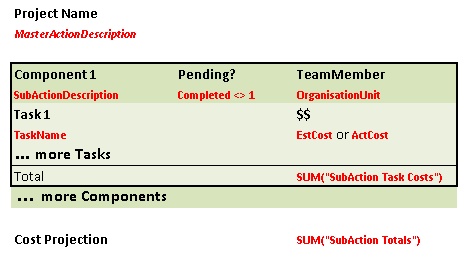 Project Name
MasterActionDescription
Component 1 Pending? TeamMember
SubActionDescription Completed <> 1 OrganisationUnit
Task 1 $$
TaskName EstCost or ActCost
... more Tasks
Total SUM("SubAction Task Costs")
... more Components
Cost Projection SUM("SubAction Totals")